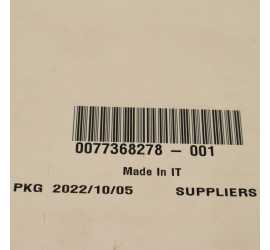 0077368278 - 001
Made In IT
PKG 2022/10/05 SUPPLIERS